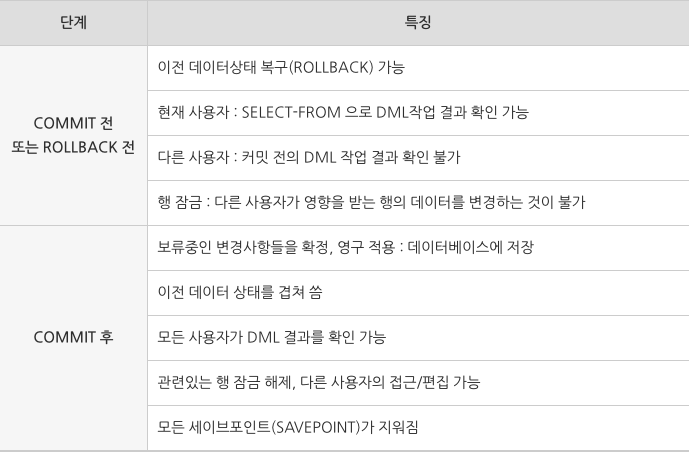 단계
특징
COMMIT 전
또는 ROLLBACK 전
이전 데이터상태 복구(ROLLBACK) 가능
현재 사용자 : SELECT-FROM 으로 DML작업 결과 확인 가능
다른 사용자 : 커밋 전의 DML 작업 결과 확인 불가
행 잠금 : 다른 사용자가 영향을 받는 행의 데이터를 변경하는 것이 불가
COMMIT 후
보류중인 변경사항들을 확정, 영구 적용 : 데이터베이스에 저장
이전 데이터 상태를 겹쳐 씀
모든 사용자가 DML 결과를 확인 가능
관련있는 행 잠금 해제, 다른 사용자의 접근/편집 가능
모든 세이브포인트(SAVEPOINT)가 지워짐